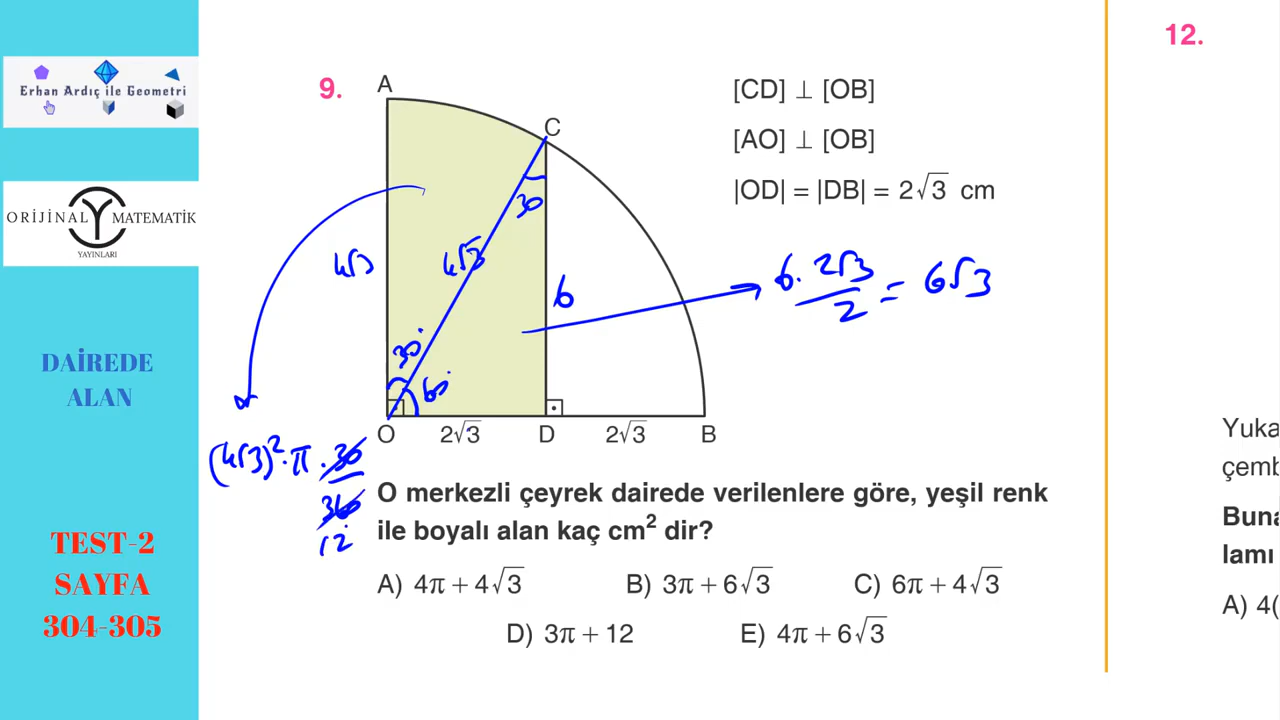 Erhan Ardıç ile Geometri
ORİJİNAL Y MATEMATİK
YAYINLARI
DAİREDE
ALAN
TEST-2
SAYFA
304-305
9.
A
C
[CD] ⊥ [OB]
[AO] ⊥ [OB]
|OD| = |DB| = 2√3 cm
30
4√3
4√3
6
6.2√3/2 = 6√3
30°
60°
O 2√3 D 2√3 B
(4√3)².π.30/360
12
O merkezli çeyrek dairede verilenlere göre, yeşil renk
ile boyalı alan kaç cm² dir?
A) 4π + 4√3 B) 3π + 6√3 C) 6π + 4√3
D) 3π + 12 E) 4π + 6√3
12.
Yuka
çemb
Buna
lamı
A) 4(